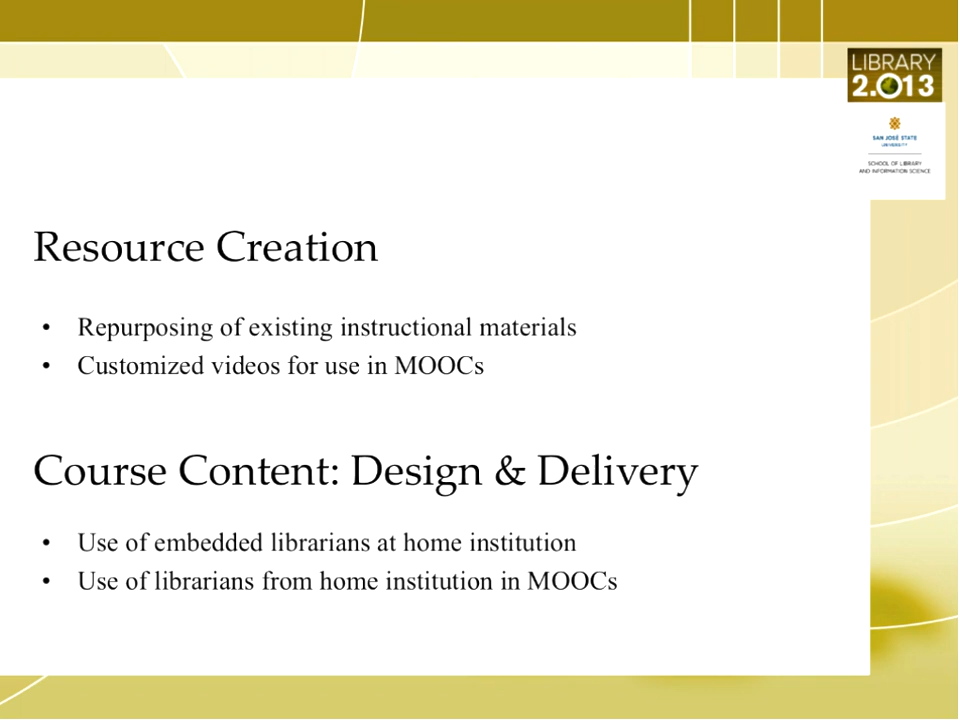 LIBRARY
2.013
SAN JOSÉ STATE
UNIVERSITY
SCHOOL OF LIBRARY
AND INFORMATION SCIENCE
Resource Creation
• Repurposing of existing instructional materials
• Customized videos for use in MOOCs
Course Content: Design & Delivery
• Use of embedded librarians at home institution
• Use of librarians from home institution in MOOCs